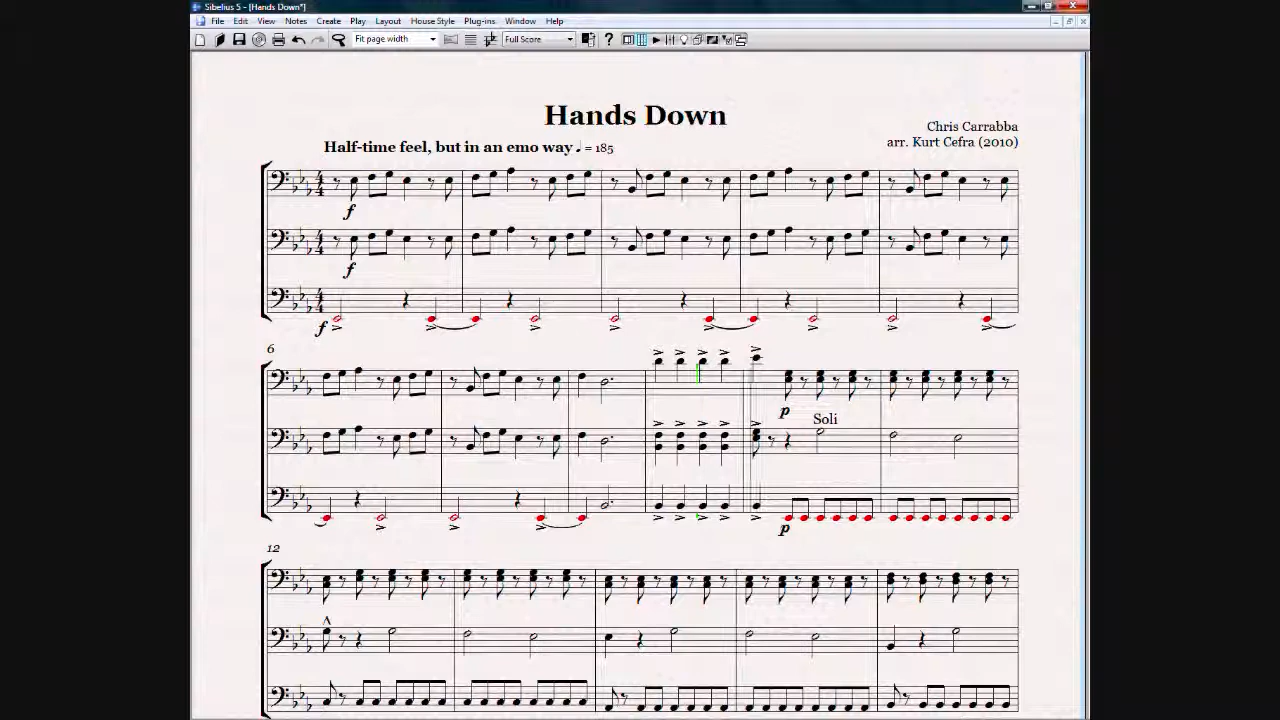 Sibelius 5 - [Hands Down*]
File Edit View Notes Create Play Layout House Style Plug-ins Window Help
Fit page width Full Score
Hands Down
Chris Carrabba
arr. Kurt Cefra (2010)
Half-time feel, but in an emo way = 185
f
f
f
6
p
Soli
p
12